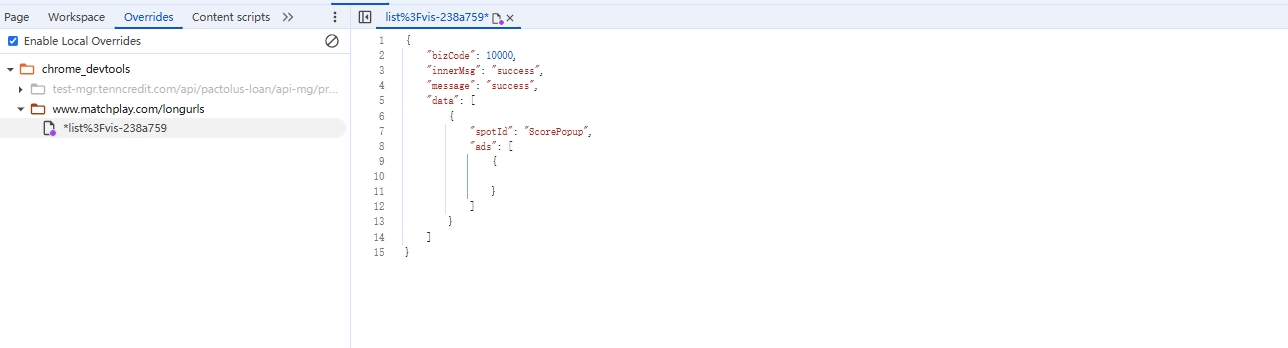 Page Workspace Overrides Content scripts
Enable Local Overrides
chrome_devtools
test-mgr.tenncredit.com/api/pactolus-loan/api-mg/pr...
www.matchplay.com/longurls
*list%3Fvis-238a759
list%3Fvis-238a759*
1 {
2 "bizCode": 10000,
3 "innerMsg": "success",
4 "message": "success",
5 "data": [
6 {
7 "spotId": "ScorePopup",
8 "ads": [
9 {
10
11 }
12 ]
13 }
14 ]
15 }